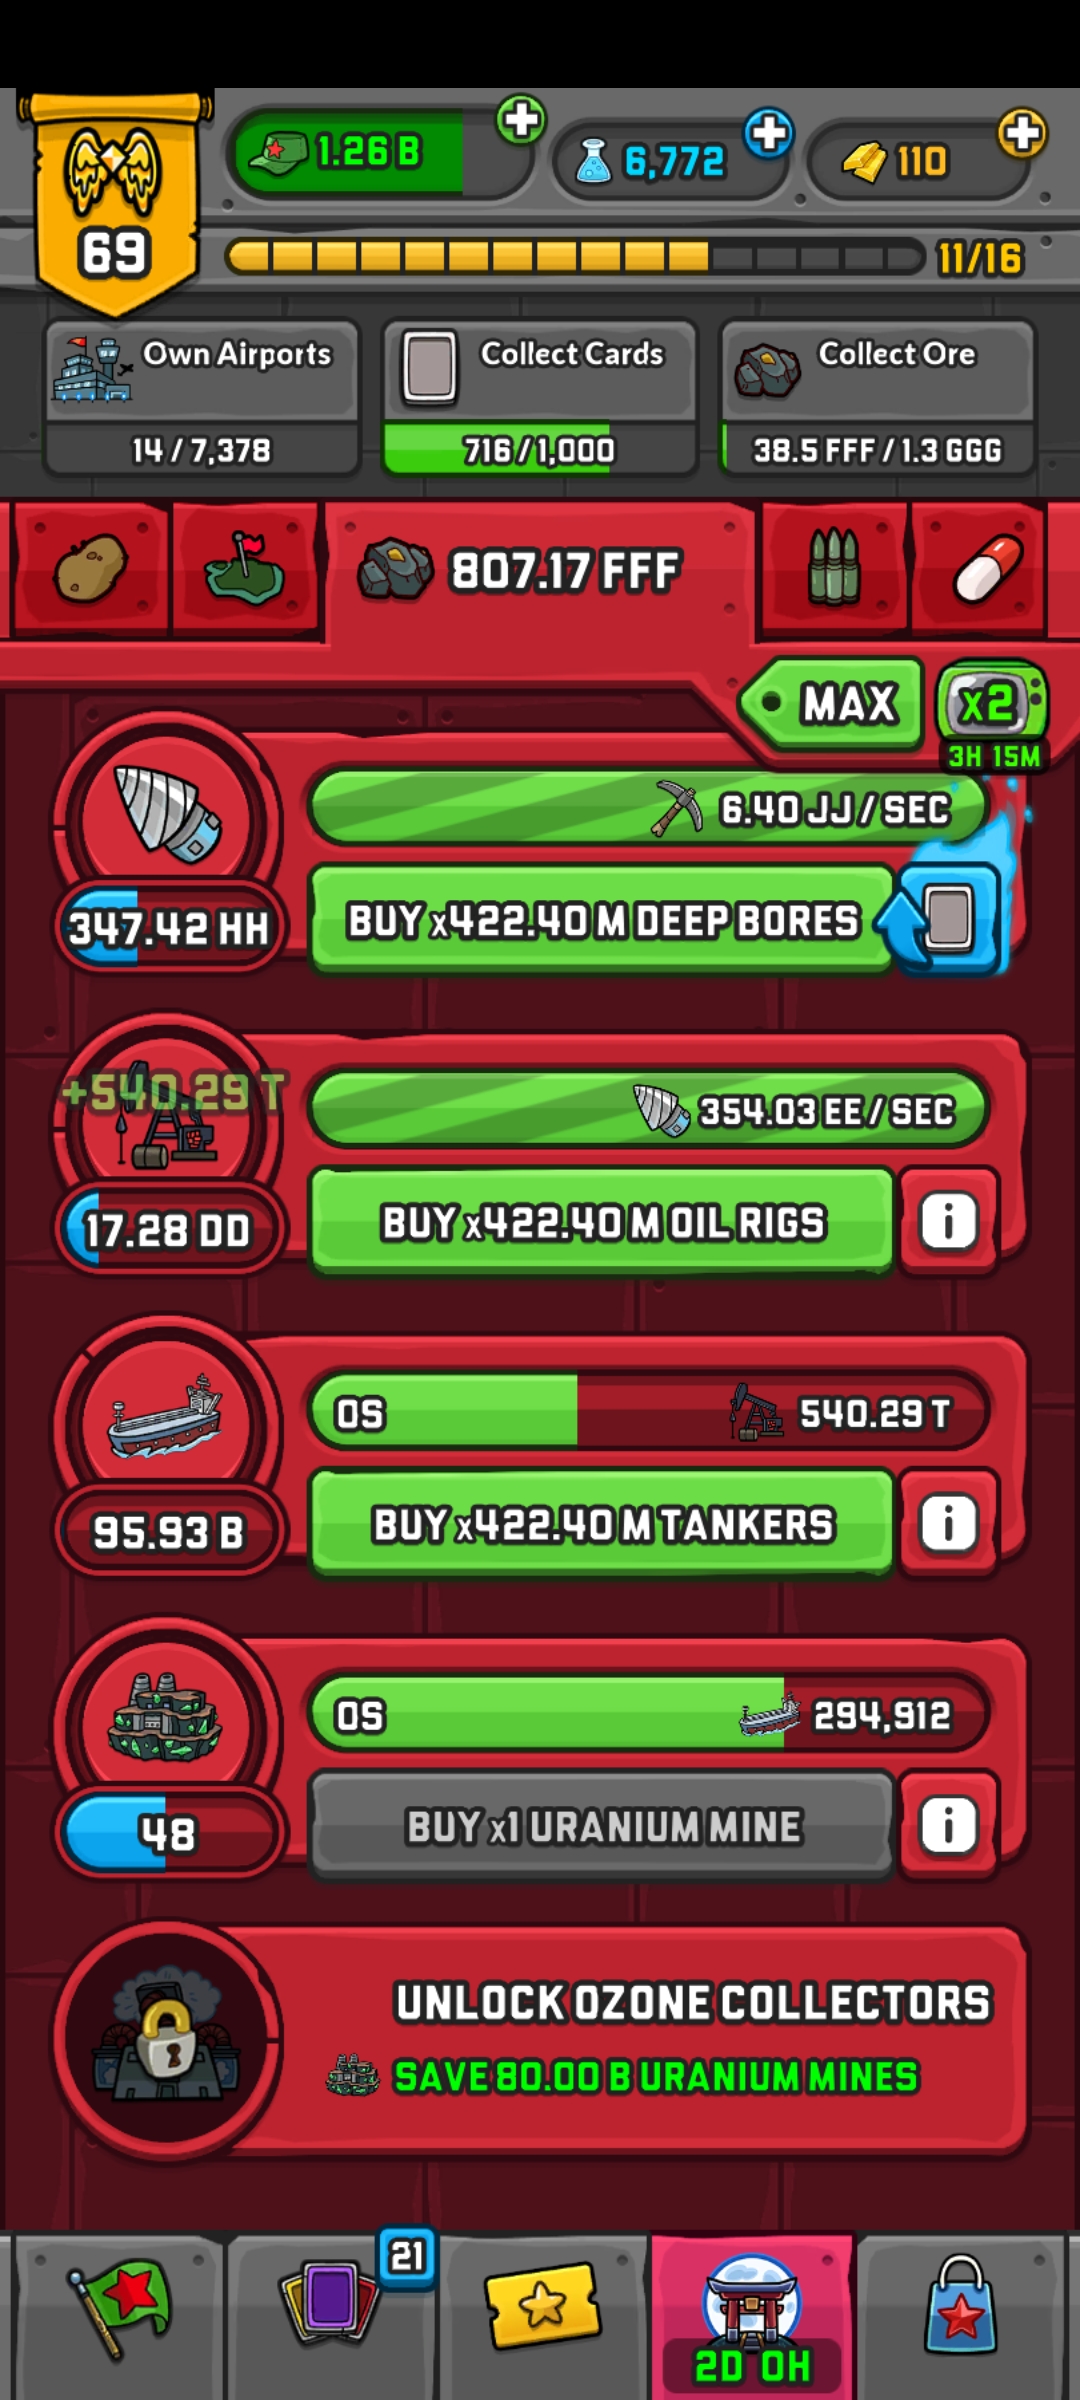 1.26 B
6,772
110
69
11/16
Own Airports
14 / 7,378
Collect Cards
716 / 1,000
Collect Ore
38.5 FFF / 1.3 GGG
807.17 FFF
MAX
x2
3H 15M
6.40 JJ / SEC
347.42 HH
BUY x422.40 M DEEP BORES
+540.29 T
354.03 EE / SEC
17.28 DD
BUY x422.40 M OIL RIGS
i
0S
540.29 T
95.93 B
BUY x422.40 M TANKERS
i
0S
294,912
48
BUY x1 URANIUM MINE
i
UNLOCK OZONE COLLECTORS
SAVE 80.00 B URANIUM MINES
21
2D 0H